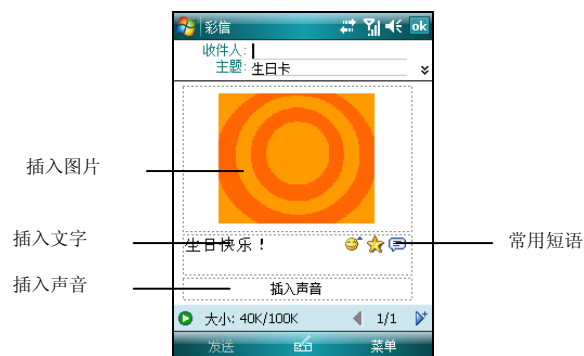 彩信 ok
收件人:
主题: 生日卡
插入图片
插入文字
生日快乐！
常用短语
插入声音
插入声音
大小: 40K/100K 1/1
发送 菜单